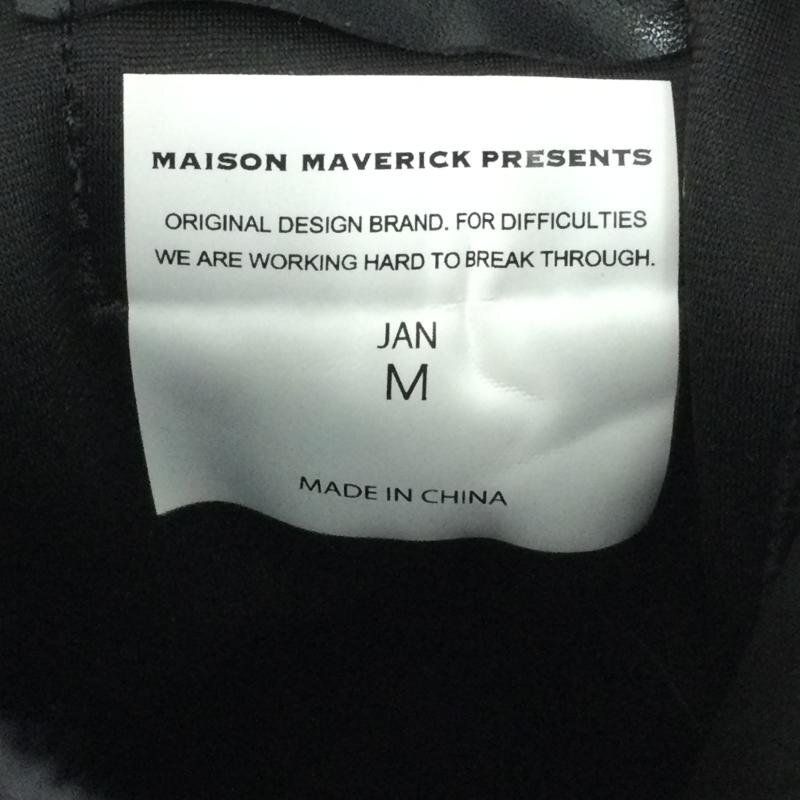 MAISON MAVERICK PRESENTS
ORIGINAL DESIGN BRAND. FOR DIFFICULTIES
WE ARE WORKING HARD TO BREAK THROUGH.
JAN
M
MADE IN CHINA